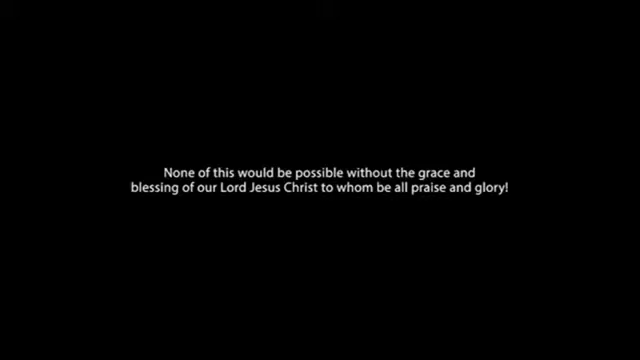 None of this would be possible without the grace and
blessing of our Lord Jesus Christ to whom be all praise and glory!